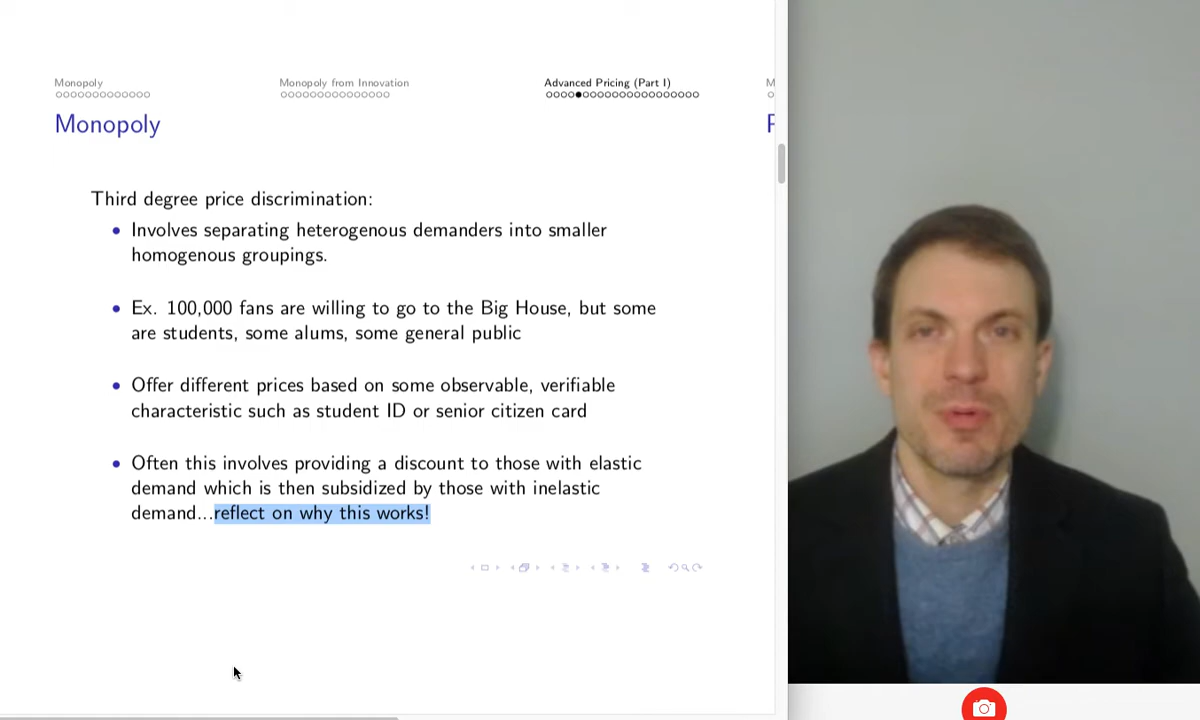 Monopoly
Monopoly from Innovation
Advanced Pricing (Part I)
M
Monopoly
Third degree price discrimination:
Involves separating heterogenous demanders into smaller
homogenous groupings.
Ex. 100,000 fans are willing to go to the Big House, but some
are students, some alums, some general public
Offer different prices based on some observable, verifiable
characteristic such as student ID or senior citizen card
Often this involves providing a discount to those with elastic
demand which is then subsidized by those with inelastic
demand...reflect on why this works!